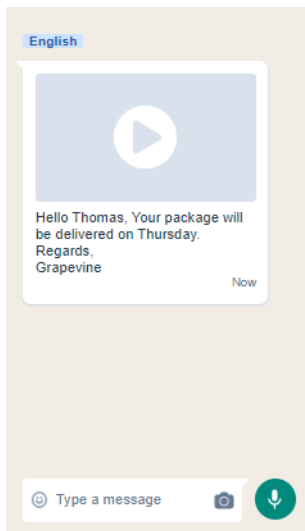 English
Hello Thomas, Your package will
be delivered on Thursday.
Regards,
Grapevine
Now
Type a message